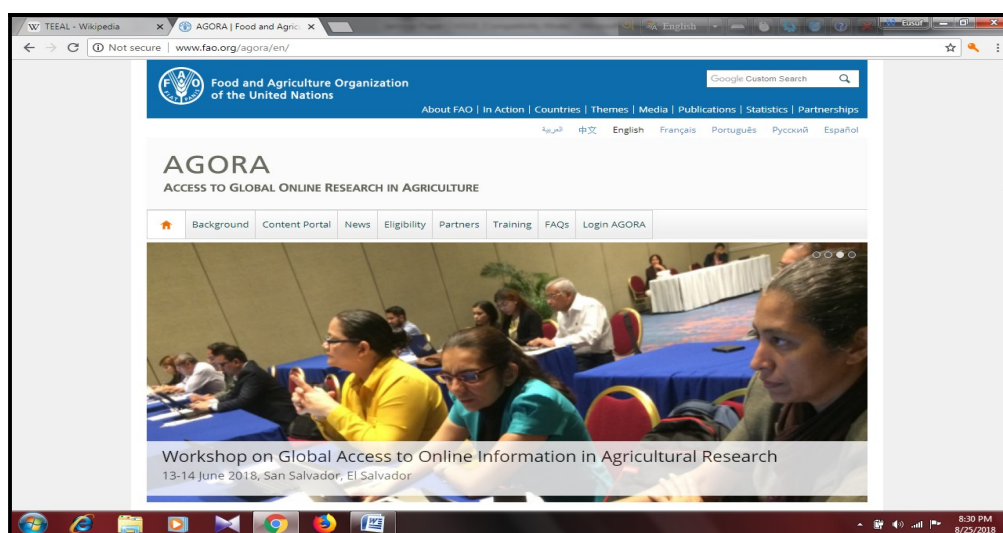 TEEAL - Wikipedia
AGORA | Food and Agric
English
Not secure | www.fao.org/agora/en/
FAO
FIAT PANIS
Food and Agriculture Organization
of the United Nations
Google Custom Search
About FAO | In Action | Countries | Themes | Media | Publications | Statistics | Partnerships
العربية 中文 English Français Português Русский Español
AGORA
ACCESS TO GLOBAL ONLINE RESEARCH IN AGRICULTURE
Background Content Portal News Eligibility Partners Training FAQs Login AGORA
Workshop on Global Access to Online Information in Agricultural Research
13-14 June 2018, San Salvador, El Salvador
8:30 PM
8/25/2018